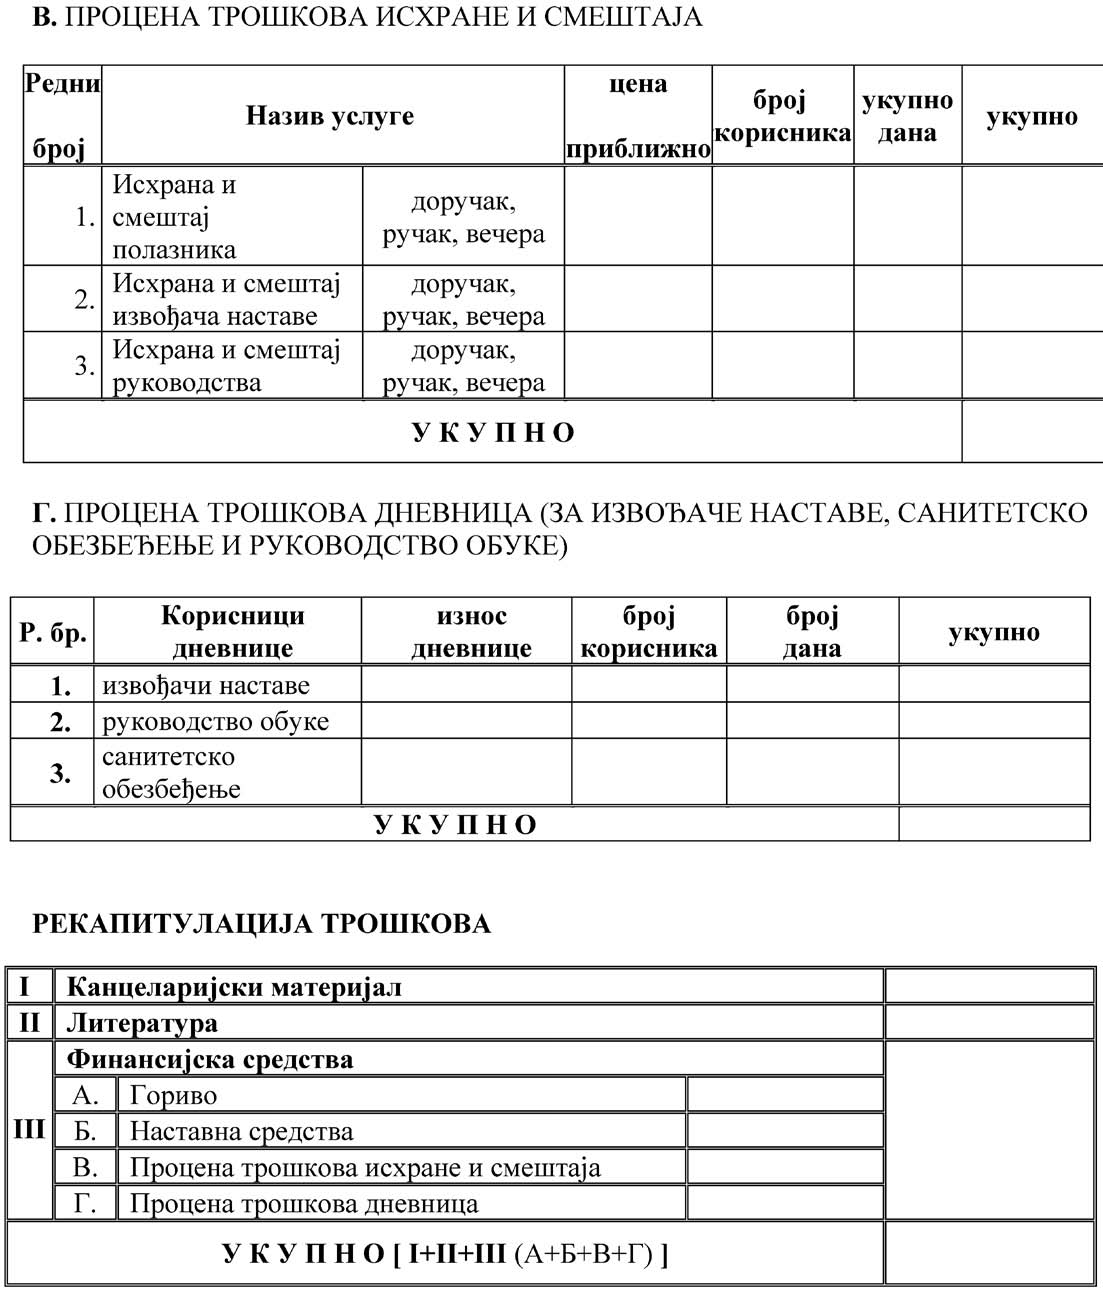 В. ПРОЦЕНА ТРОШКОВА ИСХРАНЕ И СМЕШТАЈА
Редни број
Назив услуге
цена приближно
број корисника
укупно дана
укупно
1.
Исхрана и
смештај
полазника
доручак,
ручак, вечера
2.
Исхрана и смештај
извођача наставе
доручак,
ручак, вечера
3.
Исхрана и смештај
руководства
доручак,
ручак, вечера
У К У П Н О
Г. ПРОЦЕНА ТРОШКОВА ДНЕВНИЦА (ЗА ИЗВОЂАЧЕ НАСТАВЕ, САНИТЕТСКО
ОБЕЗБЕЂЕЊЕ И РУКОВОДСТВО ОБУКЕ)
Р. бр.
Корисници
дневнице
износ
дневнице
број
корисника
број
дана
укупно
1. извођачи наставе
2. руководство обуке
3.
санитетско
обезбеђење
У К У П Н О
РЕКАПИТУЛАЦИЈА ТРОШКОВА
I Канцеларијски материјал
II Литература
III
Финансијска средства
А. Гориво
Б. Наставна средства
В. Процена трошкова исхране и смештаја
Г. Процена трошкова дневница
У К У П Н О [ I+II+III (А+Б+В+Г) ]